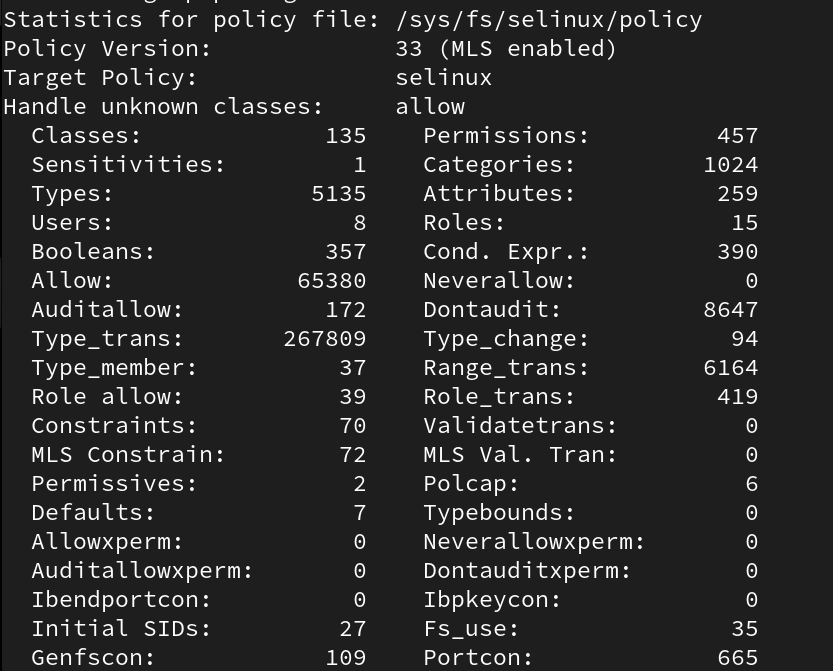 Statistics for policy file: /sys/fs/selinux/policy
Policy Version:             33 (MLS enabled)
Target Policy:              selinux
Handle unknown classes:     allow
  Classes:             135    Permissions:         457
  Sensitivities:         1    Categories:         1024
  Types:              5135    Attributes:          259
  Users:                 8    Roles:                15
  Booleans:            357    Cond. Expr.:         390
  Allow:             65380    Neverallow:            0
  Auditallow:          172    Dontaudit:          8647
  Type_trans:       267809    Type_change:          94
  Type_member:          37    Range_trans:        6164
  Role allow:           39    Role_trans:          419
  Constraints:          70    Validatetrans:         0
  MLS Constrain:        72    MLS Val. Tran:         0
  Permissives:           2    Polcap:                6
  Defaults:              7    Typebounds:            0
  Allowxperm:            0    Neverallowxperm:       0
  Auditallowxperm:       0    Dontauditxperm:        0
  Ibendportcon:          0    Ibpkeycon:             0
  Initial SIDs:         27    Fs_use:               35
  Genfscon:            109    Portcon:             665